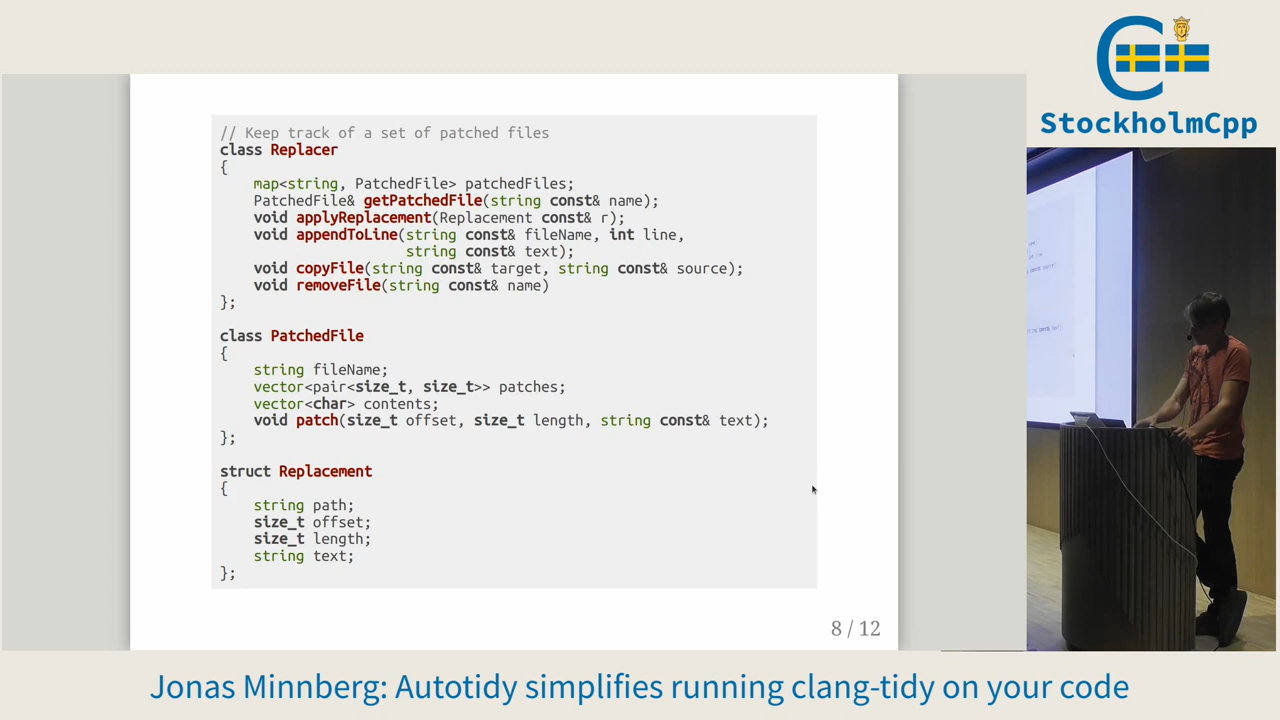 StockholmCpp
// Keep track of a set of patched files
class Replacer
{
    map<string, PatchedFile> patchedFiles;
    PatchedFile& getPatchedFile(string const& name);
    void applyReplacement(Replacement const& r);
    void appendToLine(string const& fileName, int line,
                      string const& text);
    void copyFile(string const& target, string const& source);
    void removeFile(string const& name)
};
class PatchedFile
{
    string fileName;
    vector<pair<size_t, size_t>> patches;
    vector<char> contents;
    void patch(size_t offset, size_t length, string const& text);
};
struct Replacement
{
    string path;
    size_t offset;
    size_t length;
    string text;
};
8 / 12
Jonas Minnberg: Autotidy simplifies running clang-tidy on your code